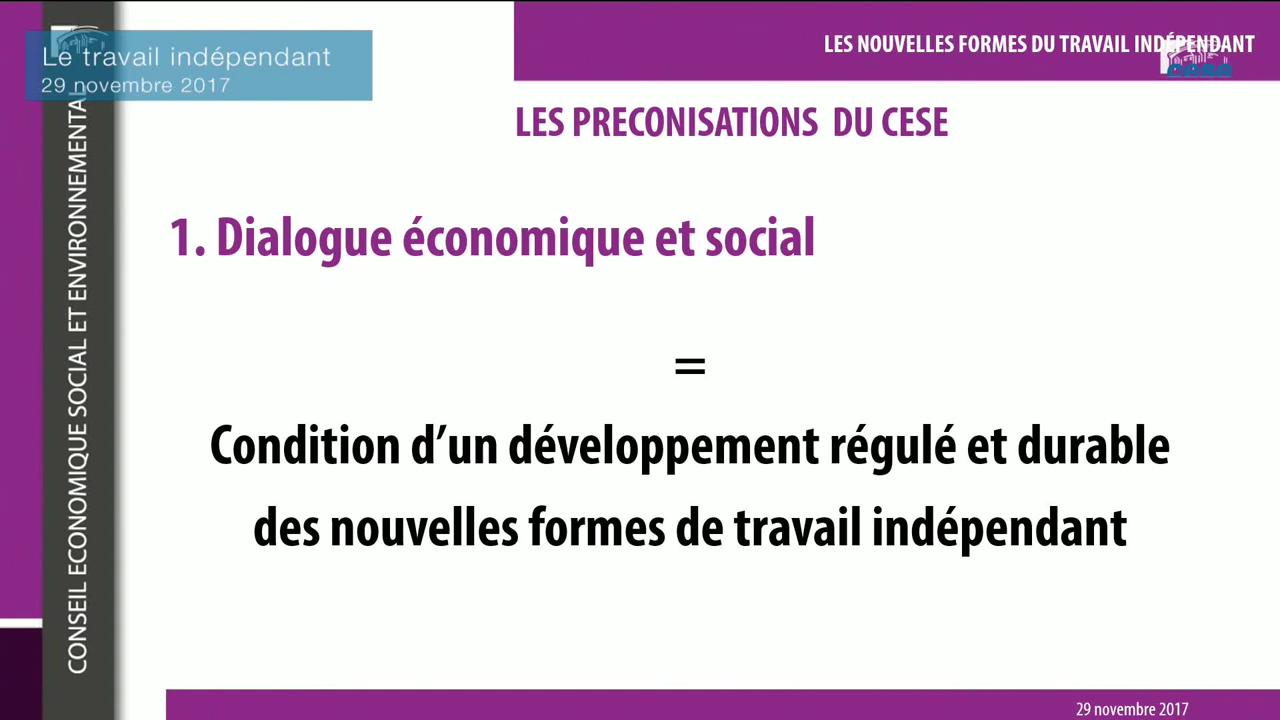 Le travail indépendant
29 novembre 2017
LES NOUVELLES FORMES DU TRAVAIL INDÉPENDANT
CONSEIL ECONOMIQUE SOCIAL ET ENVIRONNEMENTAL
LES PRECONISATIONS DU CESE
1. Dialogue économique et social
=
Condition d’un développement régulé et durable
des nouvelles formes de travail indépendant
29 novembre 2017